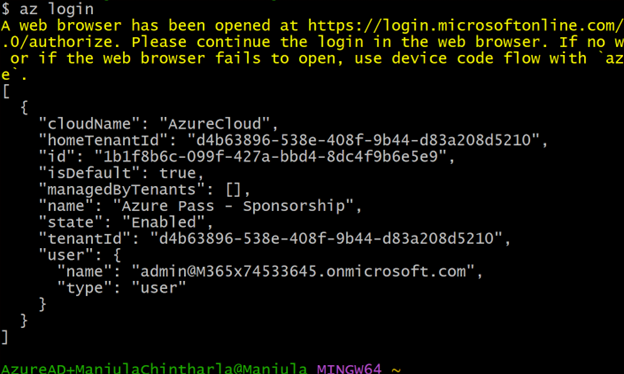 $ az login
A web browser has been opened at https://login.microsoftonline.com/
.0/authorize. Please continue the login in the web browser. If no w
 or if the web browser fails to open, use device code flow with `az
e`.
[
  {
    "cloudName": "AzureCloud",
    "homeTenantId": "d4b63896-538e-408f-9b44-d83a208d5210",
    "id": "1b1f8b6c-099f-427a-bbd4-8dc4f9b6e5e9",
    "isDefault": true,
    "managedByTenants": [],
    "name": "Azure Pass - Sponsorship",
    "state": "Enabled",
    "tenantId": "d4b63896-538e-408f-9b44-d83a208d5210",
    "user": {
      "name": "admin@M365x74533645.onmicrosoft.com",
      "type": "user"
    }
  }
]
AzureAD+ManjulaChintharla@Manjula MINGW64 ~